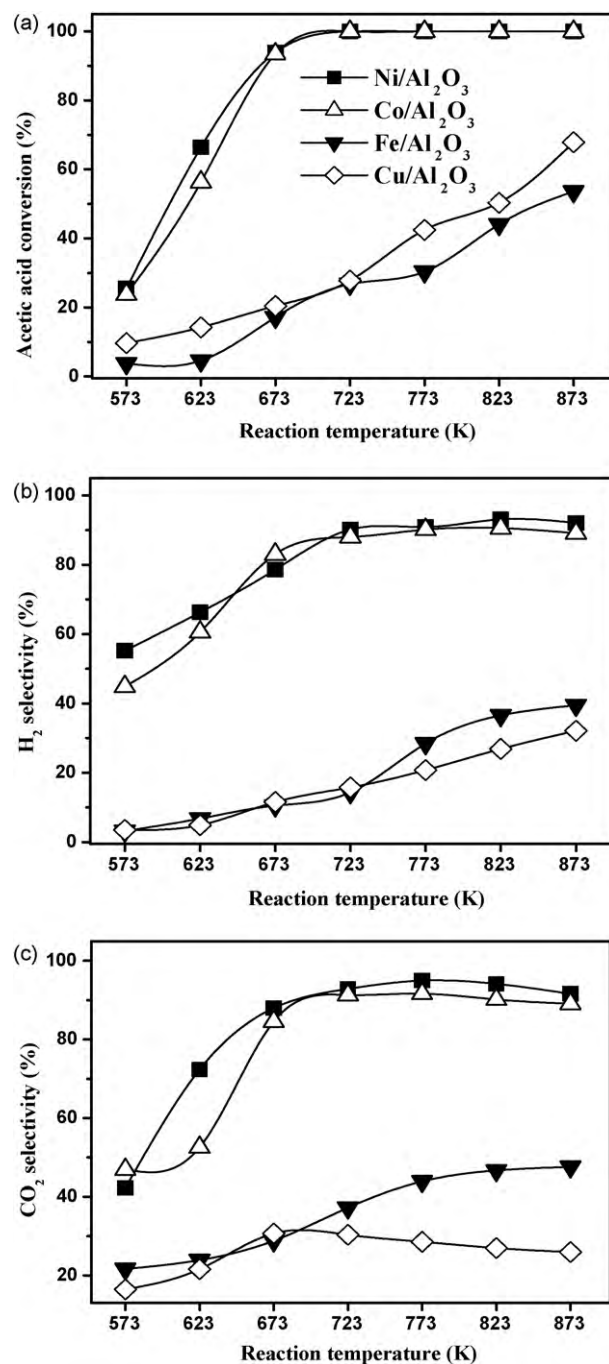 (a)
100
80
60
40
20
0
Acetic acid conversion (%)
Ni/Al₂O₃
Co/Al₂O₃
Fe/Al₂O₃
Cu/Al₂O₃
573 623 673 723 773 823 873
Reaction temperature (K)
(b)
100
80
60
40
20
0
H₂ selectivity (%)
573 623 673 723 773 823 873
Reaction temperature (K)
(c)
100
80
60
40
20
CO₂ selectivity (%)
573 623 673 723 773 823 873
Reaction temperature (K)